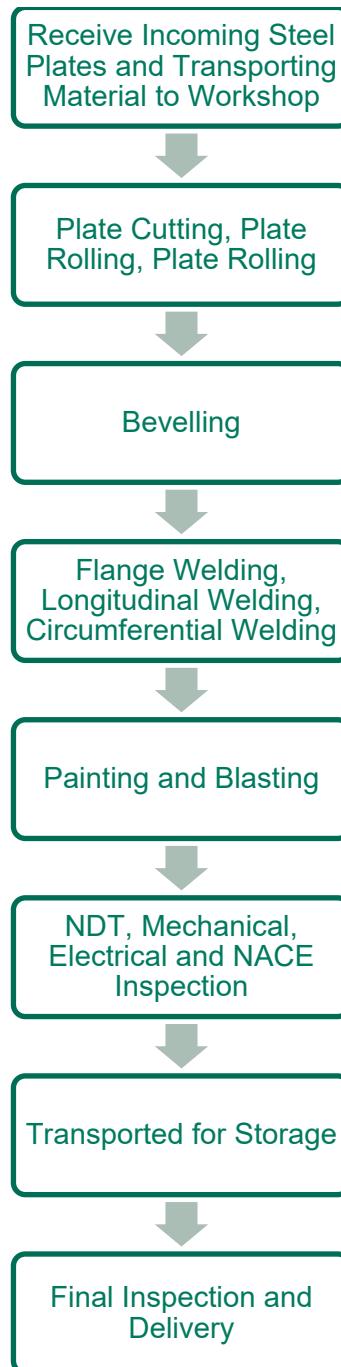 Receive Incoming Steel
Plates and Transporting
Material to Workshop
Plate Cutting, Plate
Rolling, Plate Rolling
Bevelling
Flange Welding,
Longitudinal Welding,
Circumferential Welding
Painting and Blasting
NDT, Mechanical,
Electrical and NACE
Inspection
Transported for Storage
Final Inspection and
Delivery